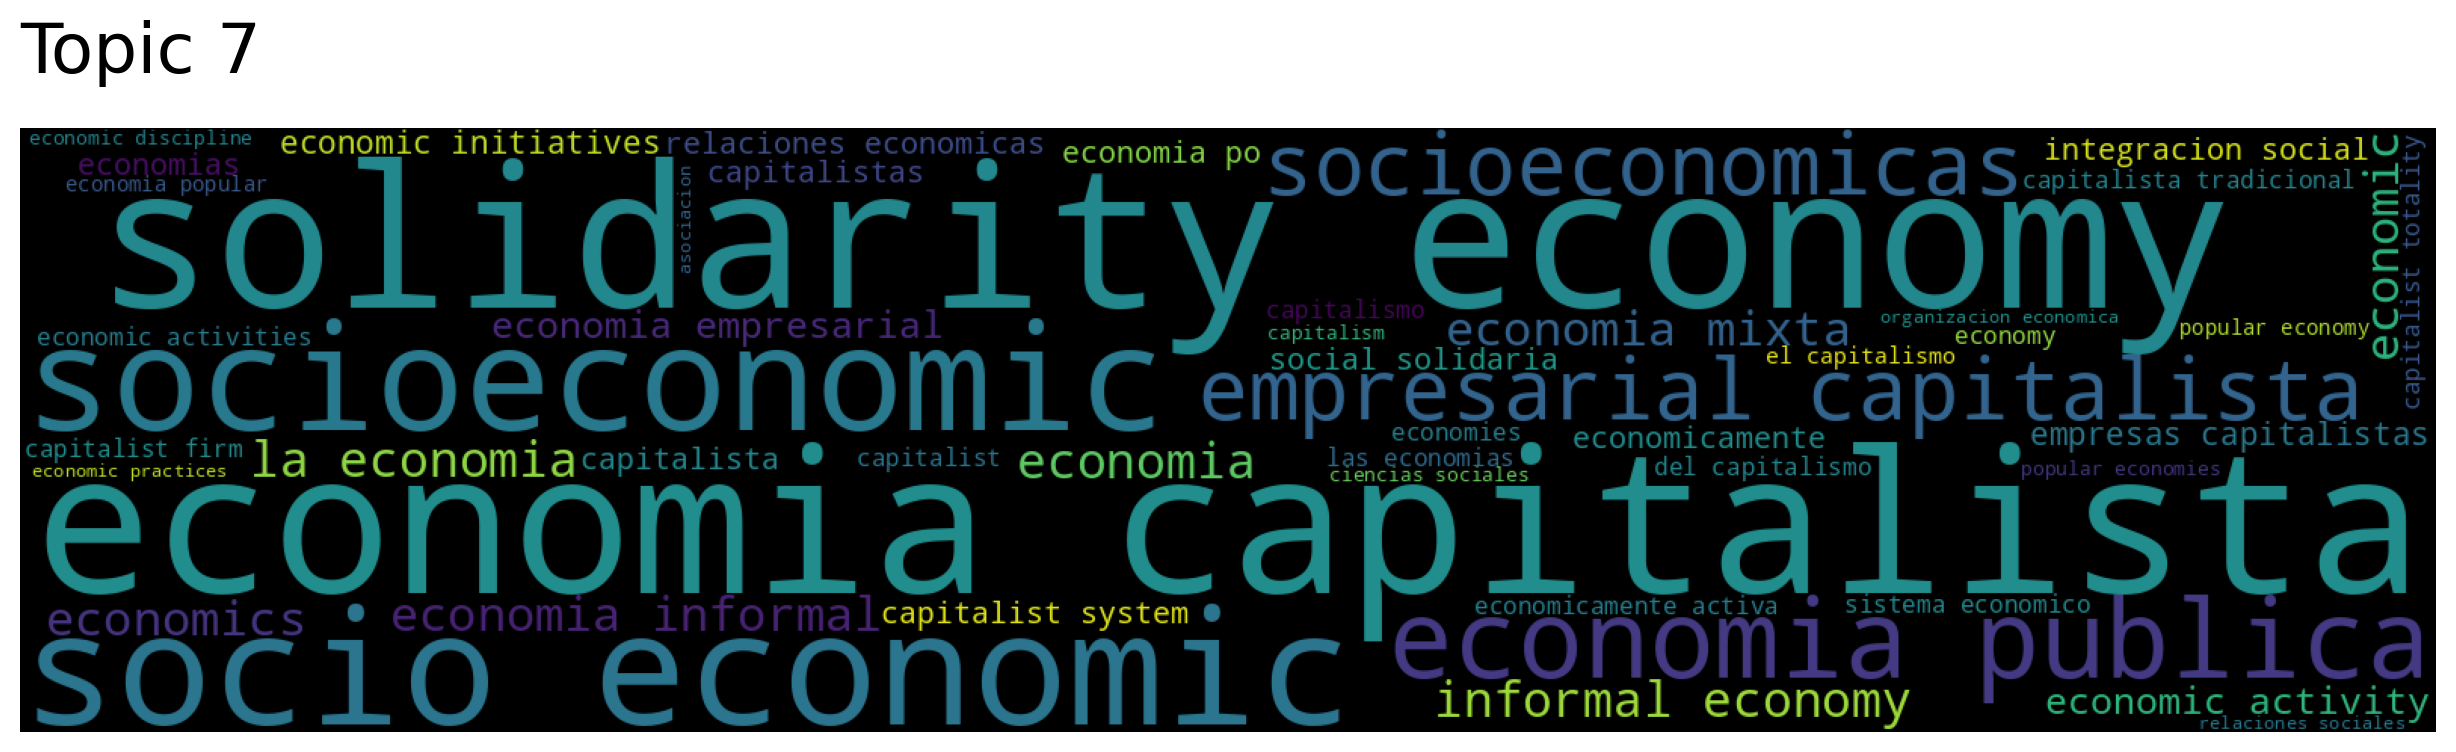 Topic 7
economic discipline
economic initiatives
relaciones economicas
economia po
socioeconomicas
integracion social
economias
capitalistas
capitalista tradicional
economia popular
asociacion
economic
capitalist totality
solidarity economy
economic activities
economia empresarial
capitalismo
capitalism
economia mixta
organizacion economica
economy
popular economy
social solidaria
el capitalismo
socioeconomic
empresarial capitalista
capitalist firm
la economia
capitalista
capitalist
economia
economies
economicamente
empresas capitalistas
economic practices
las economias
del capitalismo
popular economies
ciencias sociales
economia capitalista
economics
economia informal
capitalist system
economicamente activa
sistema economico
economia publica
socio economic
informal economy
economic activity
relaciones sociales